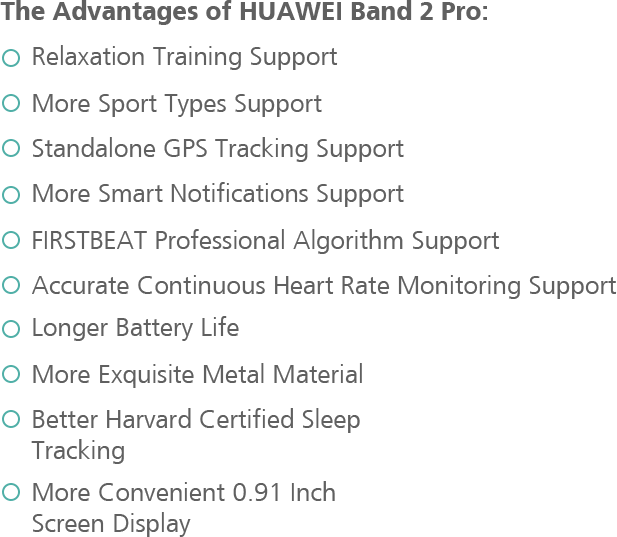 The Advantages of HUAWEI Band 2 Pro:
Relaxation Training Support
More Sport Types Support
Standalone GPS Tracking Support
More Smart Notifications Support
FIRSTBEAT Professional Algorithm Support
Accurate Continuous Heart Rate Monitoring Support
Longer Battery Life
More Exquisite Metal Material
Better Harvard Certified Sleep
Tracking
More Convenient 0.91 Inch
Screen Display